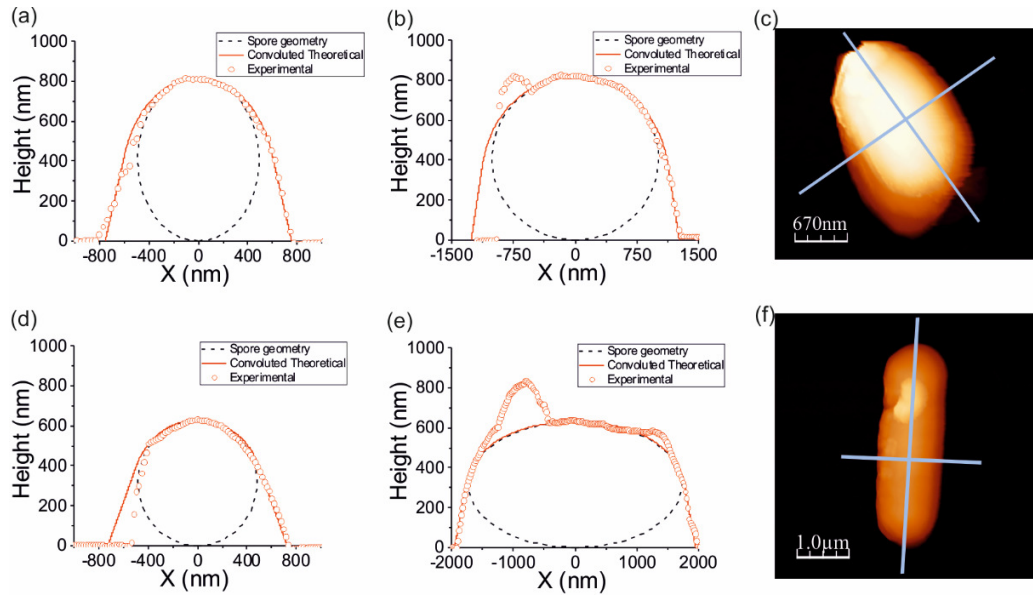 (a)
1000
800
600
400
200
0
Height (nm)
-800 -400 0 400 800
X (nm)
Spore geometry
Convoluted Theoretical
Experimental
(b)
1000
800
600
400
200
0
Height (nm)
-1500 -750 0 750 1500
X (nm)
Spore geometry
Convoluted Theoretical
Experimental
(c)
670nm
(d)
1000
800
600
400
200
0
Height (nm)
-800 -400 0 400 800
X (nm)
Spore geometry
Convoluted Theoretical
Experimental
(e)
1000
800
600
400
200
0
Height (nm)
-2000 -1000 0 1000 2000
X (nm)
Spore geometry
Convoluted Theoretical
Experimental
(f)
1.0µm